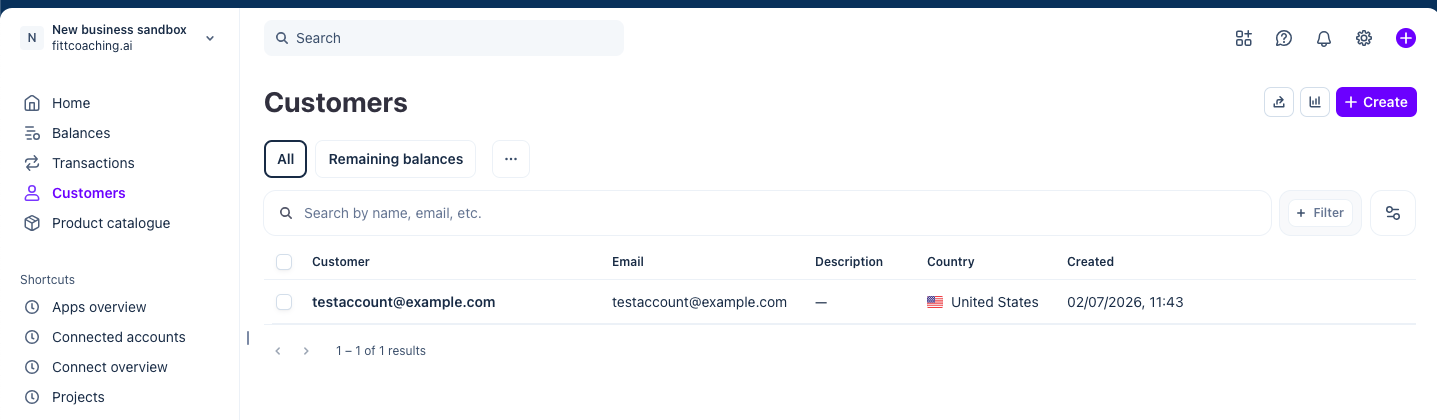 N
New business sandbox
fittcoaching.ai
Search
Home
Balances
Transactions
Customers
Product catalogue
Shortcuts
Apps overview
Connected accounts
Connect overview
Projects
Customers
Create
All
Remaining balances
Search by name, email, etc.
Filter
Customer Email Description Country Created
testaccount@example.com testaccount@example.com — United States 02/07/2026, 11:43
1 – 1 of 1 results